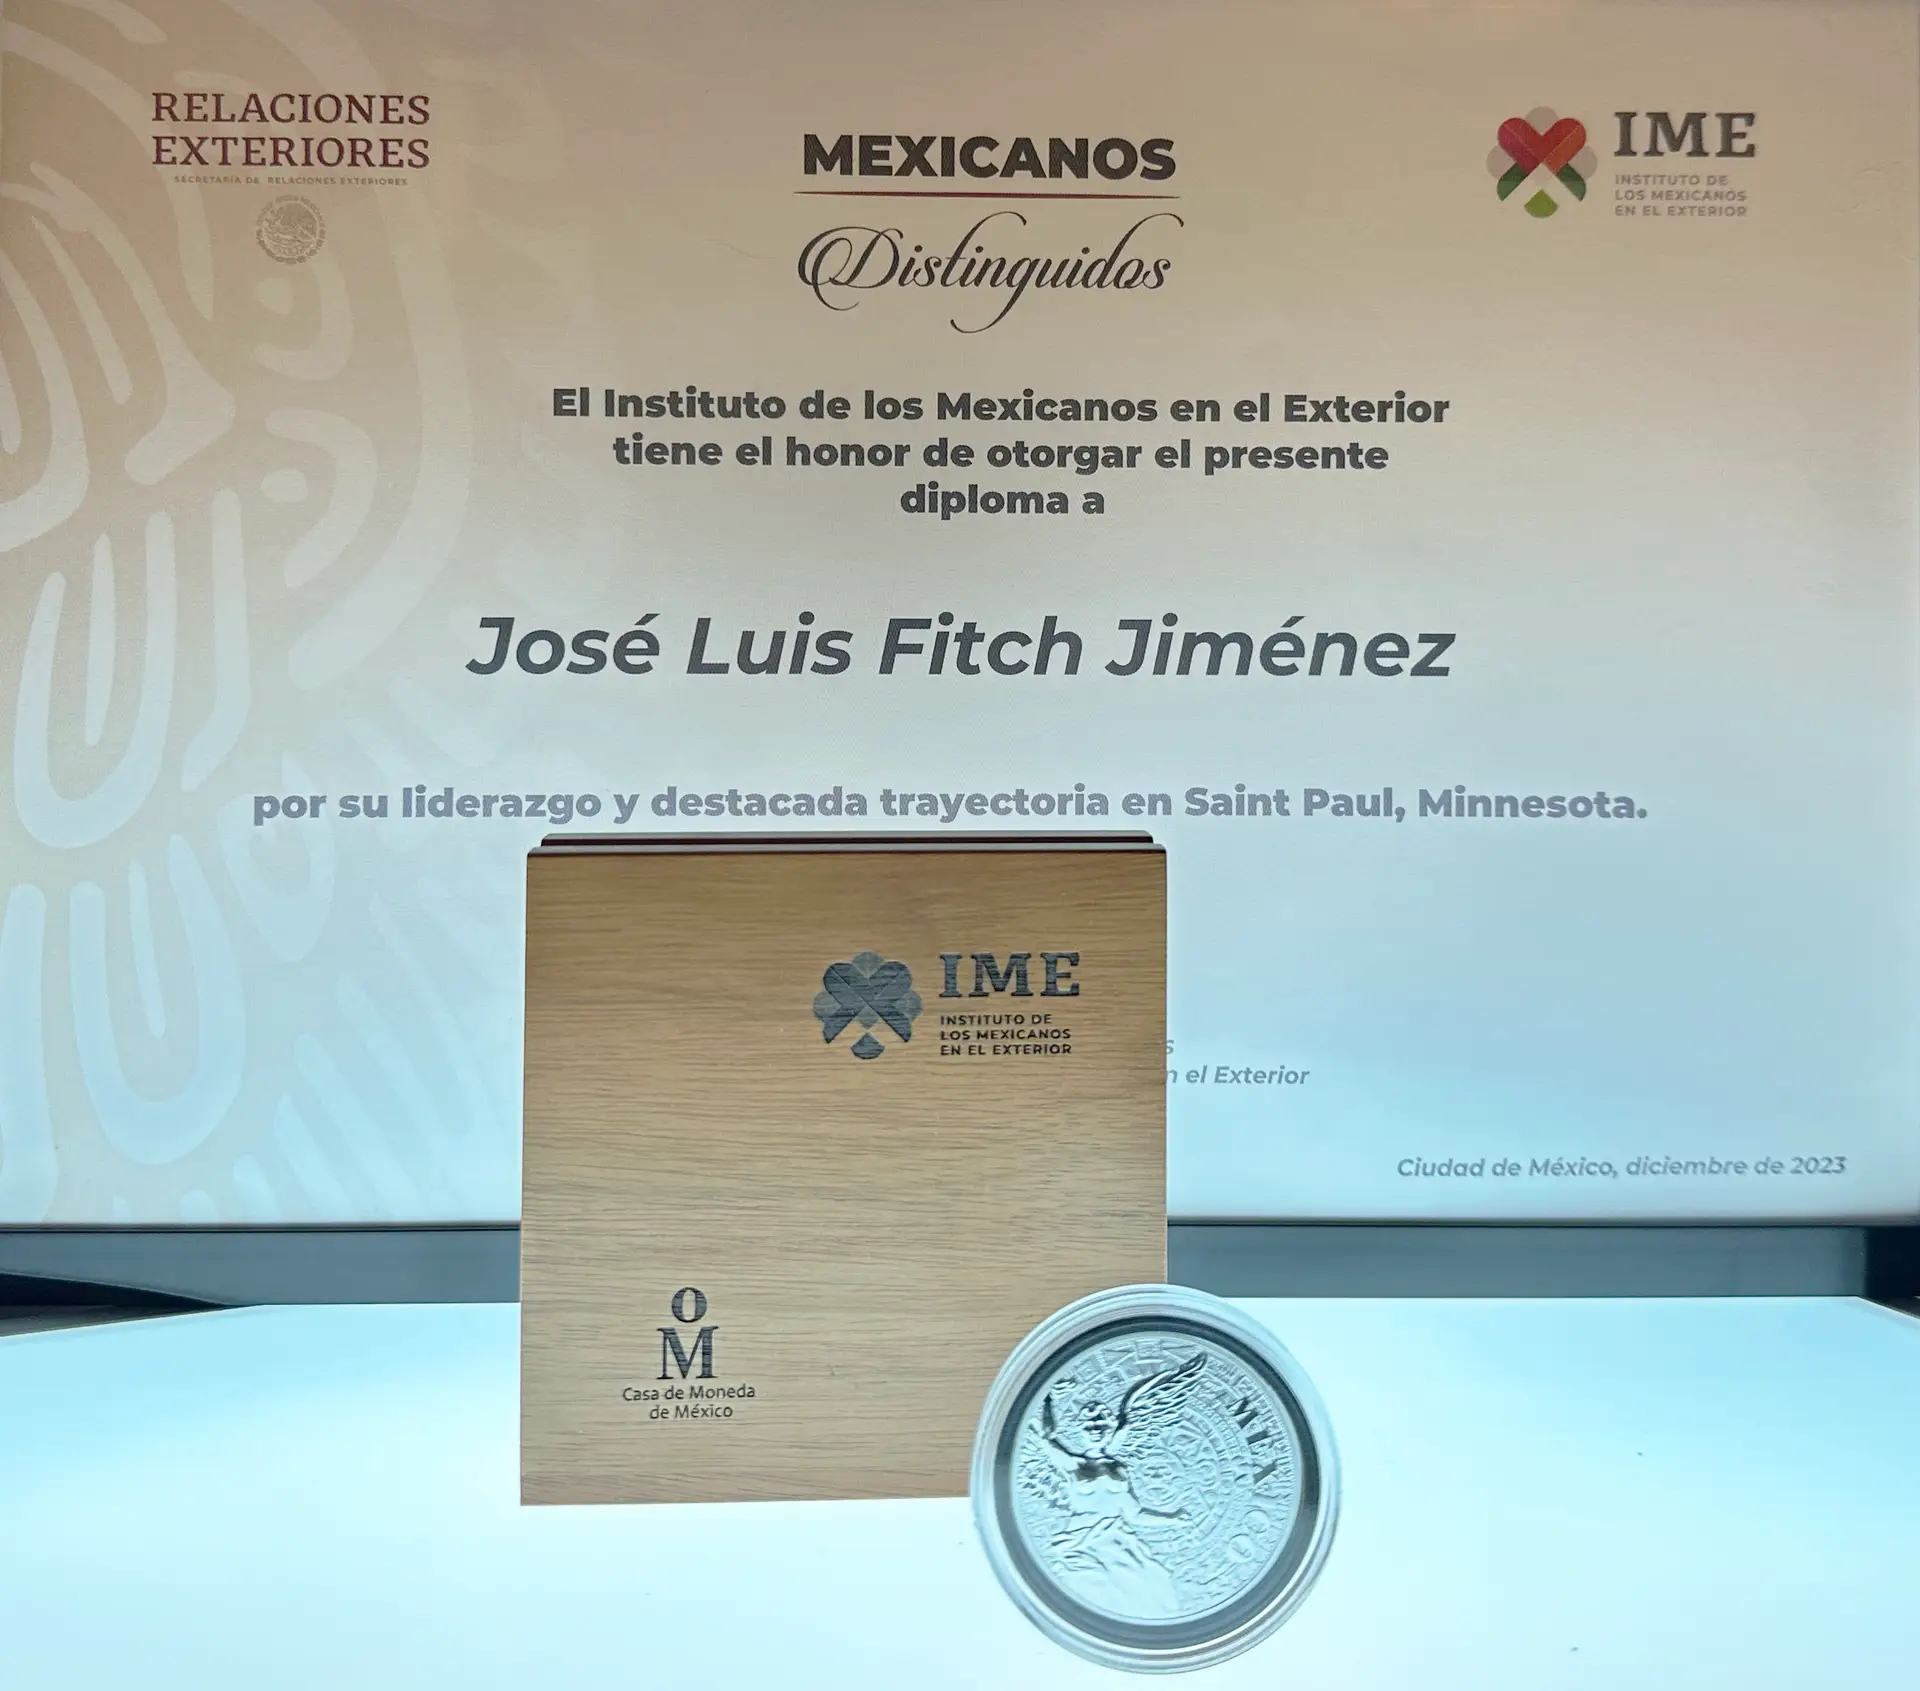 RELACIONES
EXTERIORES
SECRETARÍA DE RELACIONES EXTERIORES
MEXICANOS
Distinguidos
IME
INSTITUTO DE
LOS MEXICANOS
EN EL EXTERIOR
El Instituto de los Mexicanos en el Exterior
tiene el honor de otorgar el presente
diploma a
José Luis Fitch Jiménez
por su liderazgo y destacada trayectoria en Saint Paul, Minnesota.
IME
INSTITUTO DE
LOS MEXICANOS
EN EL EXTERIOR
el Exterior
Ciudad de México, diciembre de 2023
M
Casa de Moneda
de México
MÉXICO